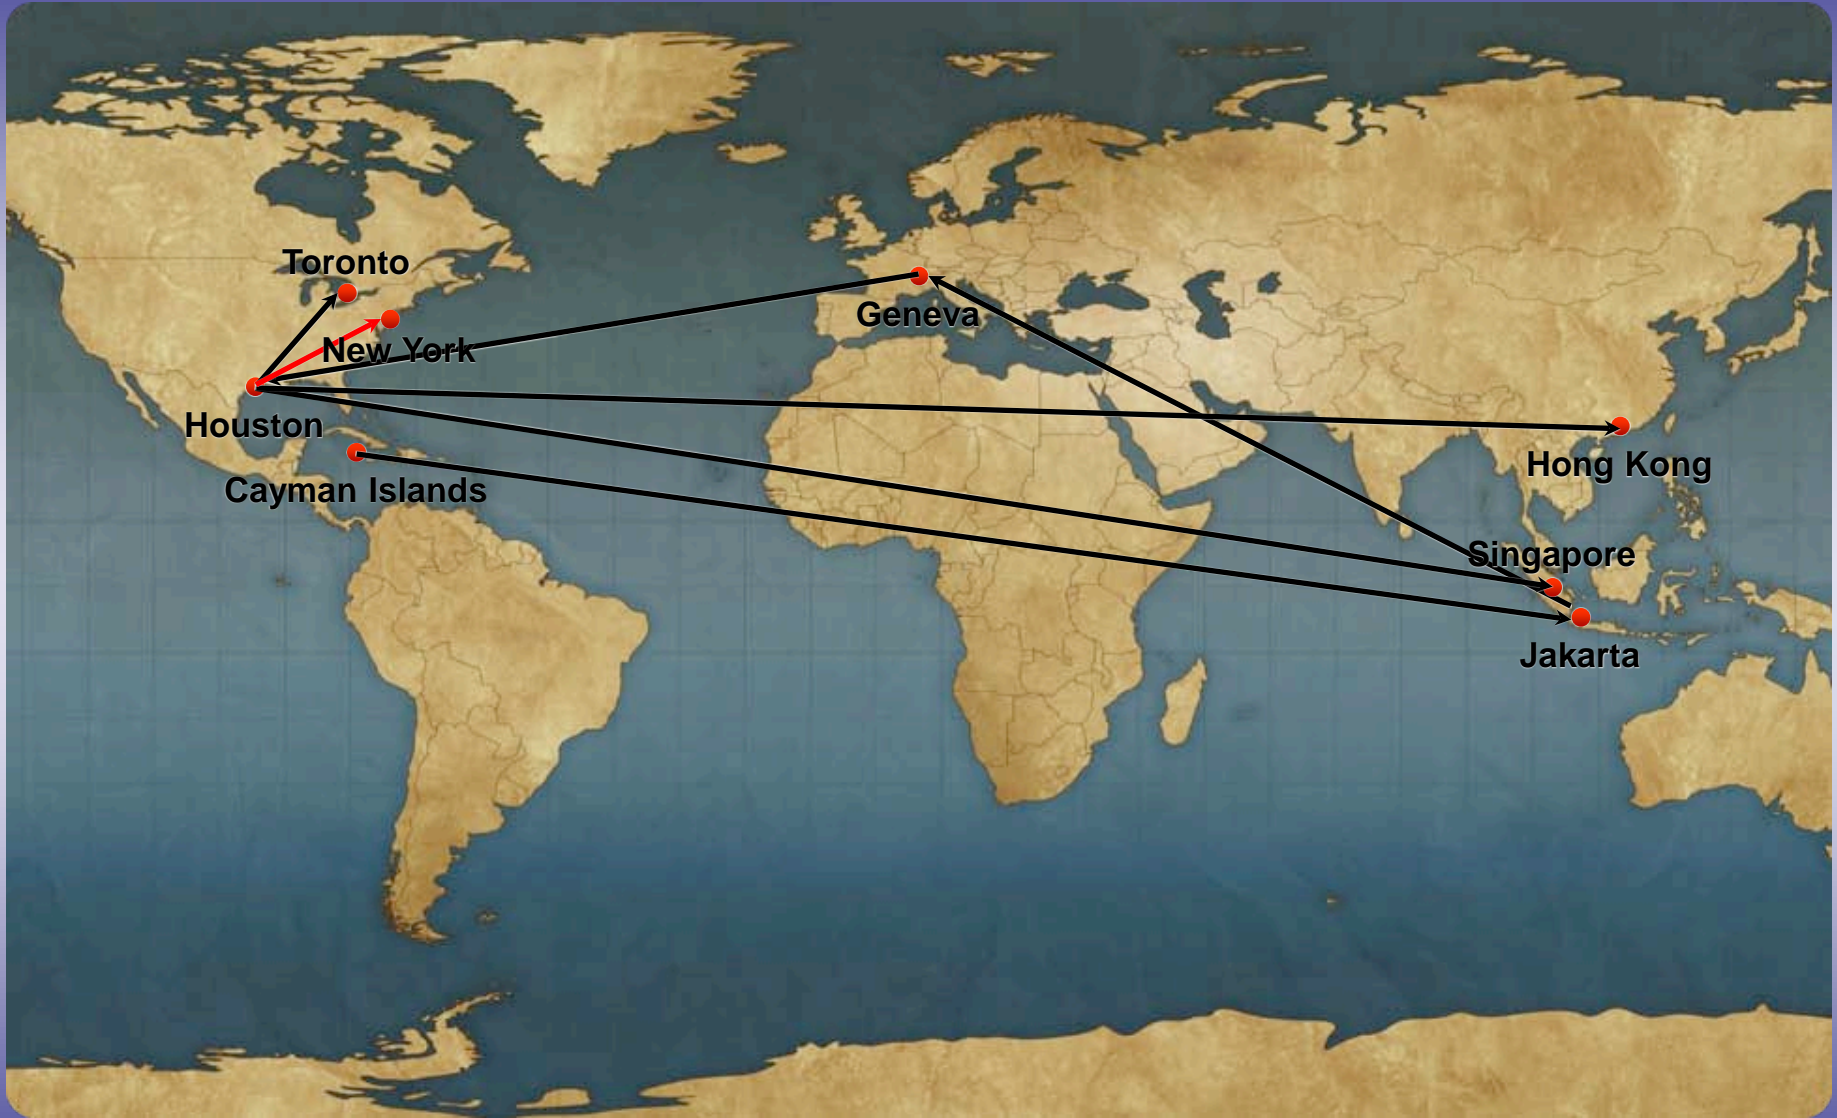 Toronto
Geneva
New York
Houston
Hong Kong
Cayman Islands
Singapore
Jakarta